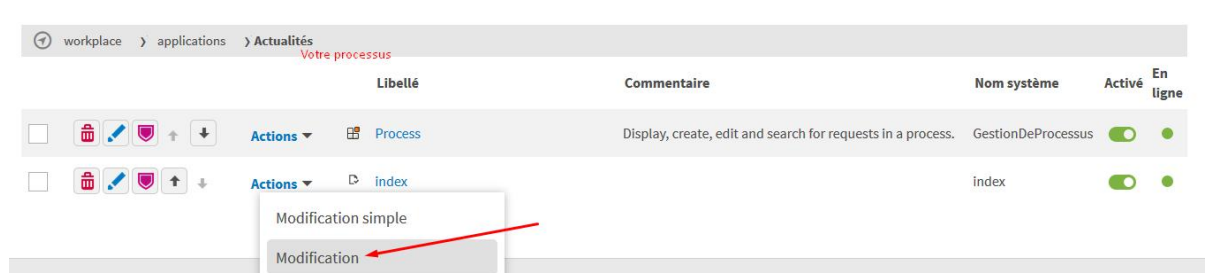 workplace › applications › Actualités
Votre processus
Libellé Commentaire Nom système Activé En ligne
Actions Process Display, create, edit and search for requests in a process. GestionDeProcessus
Actions index index
Modification simple
Modification